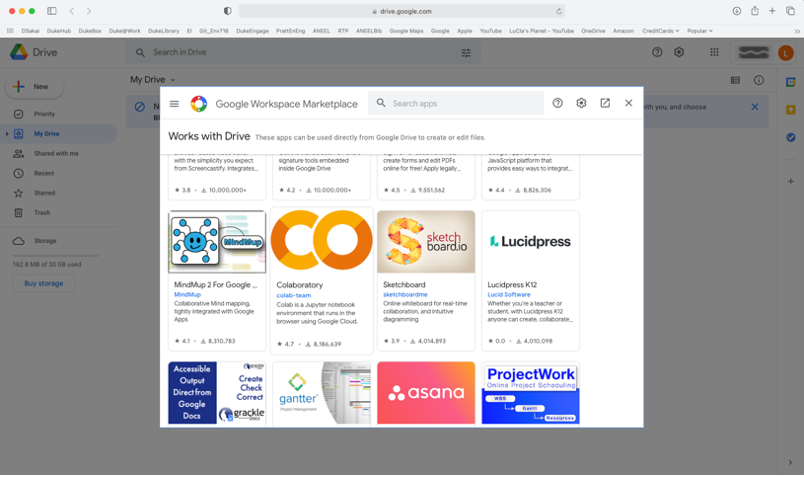 drive.google.com
DSakai DukeHub DukeBox Duke@Work DukeLibrary EI Git_Env716 DukeEngage PrattEnEng ANEEL RTP ANEELBib Google Maps Google Apple YouTube LuCla's Planet - YouTube OneDrive Amazon CreditCards Popular
Drive
Search in Drive
L
New
My Drive
Priority
My Drive
Shared with me
Recent
Starred
Trash
Storage
162.8 MB of 30 GB used
Buy storage
with you, and choose
Google Workspace Marketplace
Search apps
Works with Drive These apps can be used directly from Google Drive to create or edit files.
with the simplicity you expect
from Screencastify, Integrates...
3.8 • 10,000,000+
signature tools embedded
inside Google Drive
4.2 • 10,000,000+
create forms and edit PDFs
online for free! Apply legally...
4.5 • 9,551,562
JavaScript platform that
provides easy ways to integrat...
4.4 • 8,826,306
MindMup
MindMup 2 For Google ...
MindMup
Collaborative Mind mapping,
tightly integrated with Google
Apps
4.1 • 8,310,783
Colaboratory
colab-team
Colab is a Jupyter notebook
environment that runs in the
browser using Google Cloud.
4.7 • 8,186,639
sketch
board.io
Sketchboard
sketchboardme
Online whiteboard for real-time
collaboration, and intuitive
diagramming
3.9 • 4,014,893
Lucidpress
Lucidpress K12
Lucid Software
Whether you're a teacher or
student, with Lucidpress K12
anyone can create, collaborate...
0.0 • 4,010,098
Accessible
Output
Direct from
Google
Docs
grackle
Create
Check
Correct
grackle
Docs
gantter
Project Management
asana
ProjectWork
Online Project Scheduling
WBS
Gantt
Resources